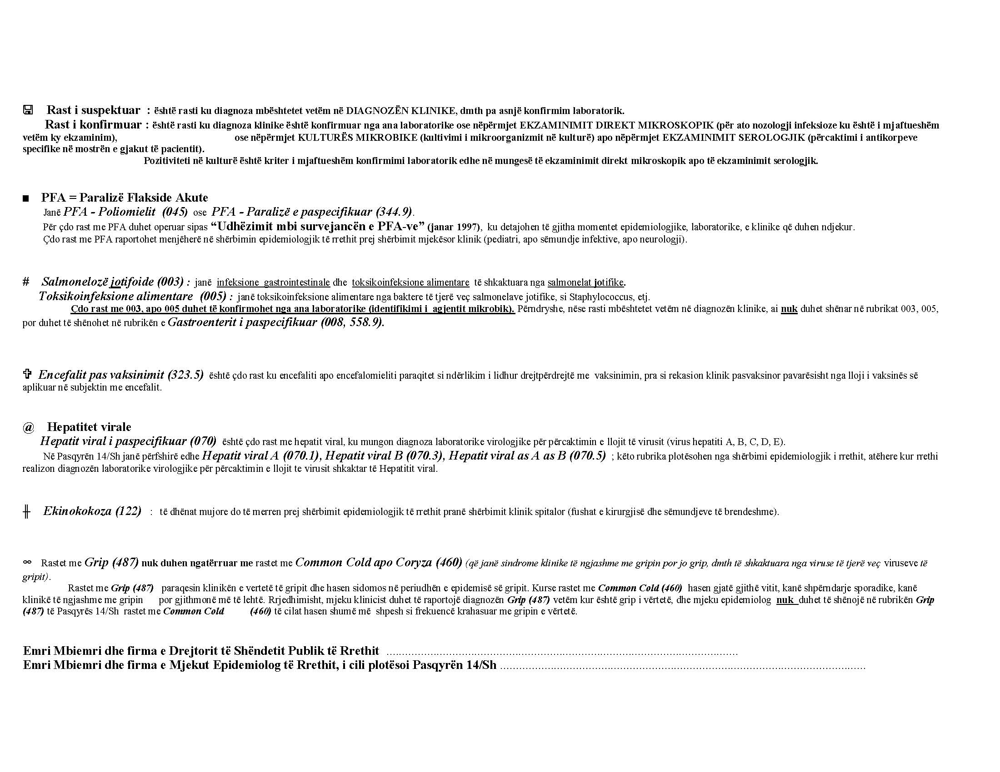 🖫 Rast i suspektuar : është rasti ku diagnoza mbështetet vetëm në DIAGNOZËN KLINIKE, dmth pa asnjë konfirmim laboratorik.
Rast i konfirmuar : është rasti ku diagnoza klinike është konfirmuar nga ana laboratorike ose nëpërmjet EKZAMINIMIT DIREKT MIKROSKOPIK (për ato nozologji infeksioze ku është i mjaftueshëm
vetëm ky ekzaminim), ose nëpërmjet KULTURËS MIKROBIKE (kultivimi i mikroorganizmit në kulturë) apo nëpërmjet EKZAMINIMIT SEROLOGJIK (përcaktimi i antikorpeve
specifike në mostrën e gjakut të pacientit).
Pozitiviteti në kulturë është kriter i mjaftueshëm konfirmimi laboratorik edhe në mungesë të ekzaminimit direkt mikroskopik apo të ekzaminimit serologjik.
■ PFA = Paralizë Flakside Akute
Janë PFA - Poliomielit (045) ose PFA - Paralizë e paspecifikuar (344.9).
Për çdo rast me PFA duhet operuar sipas “Udhëzimit mbi survejancën e PFA-ve” (janar 1997), ku detajohen të gjitha momentet epidemiologjike, laboratorike, e klinike që duhen ndjekur.
Çdo rast me PFA raportohet menjëherë në shërbimin epidemiologjik të rrethit prej shërbimit mjekësor klinik (pediatri, apo sëmundje infektive, apo neurologji).
# Salmonelozë jotifoide (003) : janë infeksione gastrointestinale dhe toksikoinfeksione alimentare të shkaktuara nga salmonelat jotifike.
Toksikoinfeksione alimentare (005) : janë toksikoinfeksione alimentare nga baktere të tjerë veç salmonelave jotifike, si Staphylococcus, etj.
Çdo rast me 003, apo 005 duhet të konfirmohet nga ana laboratorike (identifikimi i agjentit mikrobik). Përndryshe, nëse rasti mbështetet vetëm në diagnozën klinike, ai nuk duhet shënar në rubrikat 003, 005,
por duhet të shënohet në rubrikën e Gastroenterit i paspecifikuar (008, 558.9).
✞ Encefalit pas vaksinimit (323.5) është çdo rast ku encefaliti apo encefalomieliti paraqitet si ndërlikim i lidhur drejtpërdrejtë me vaksinimin, pra si rekasion klinik pasvaksinor pavarësisht nga lloji i vaksinës së
aplikuar në subjektin me encefalit.
@ Hepatitet virale
Hepatit viral i paspecifikuar (070) është çdo rast me hepatit viral, ku mungon diagnoza laboratorike virologjike për përcaktimin e llojit të virusit (virus hepatiti A, B, C, D, E).
Në Pasqyrën 14/Sh janë përfshirë edhe Hepatit viral A (070.1), Hepatit viral B (070.3), Hepatit viral as A as B (070.5) ; këto rubrika plotësohen nga shërbimi epidemiologjik i rrethit, atëhere kur rrethi
realizon diagnozën laboratorike virologjike për përcaktimin e llojit te virusit shkaktar të Hepatitit viral.
╫ Ekinokokoza (122) : të dhënat mujore do të merren prej shërbimit epidemiologjik të rrethit pranë shërbimit klinik spitalor (fushat e kirurgjisë dhe sëmundjeve të brendeshme).
∞ Rastet me Grip (487) nuk duhen ngatërruar me rastet me Common Cold apo Coryza (460) (që janë sindrome klinike të ngjashme me gripin por jo grip, dmth të shkaktuara nga viruse të tjerë veç viruseve të
gripit).
Rastet me Grip (487) paraqesin klinikën e vertetë të gripit dhe hasen sidomos në periudhën e epidemisë së gripit. Kurse rastet me Common Cold (460) hasen gjatë gjithë vitit, kanë shpërndarje sporadike, kanë
klinikë të ngjashme me gripin por gjithmonë më të lehtë. Rrjedhimisht, mjeku klinicist duhet të raportojë diagnozën Grip (487) vetëm kur është grip i vërtetë, dhe mjeku epidemiolog nuk duhet të shënojë në rubrikën Grip
(487) të Pasqyrës 14/Sh rastet me Common Cold (460) të cilat hasen shumë më shpesh si frekuencë krahasuar me gripin e vërtetë.
Emri Mbiemri dhe firma e Drejtorit të Shëndetit Publik të Rrethit ........................................................................................................
Emri Mbiemri dhe firma e Mjekut Epidemiolog të Rrethit, i cili plotësoi Pasqyrën 14/Sh ............................................................................................................